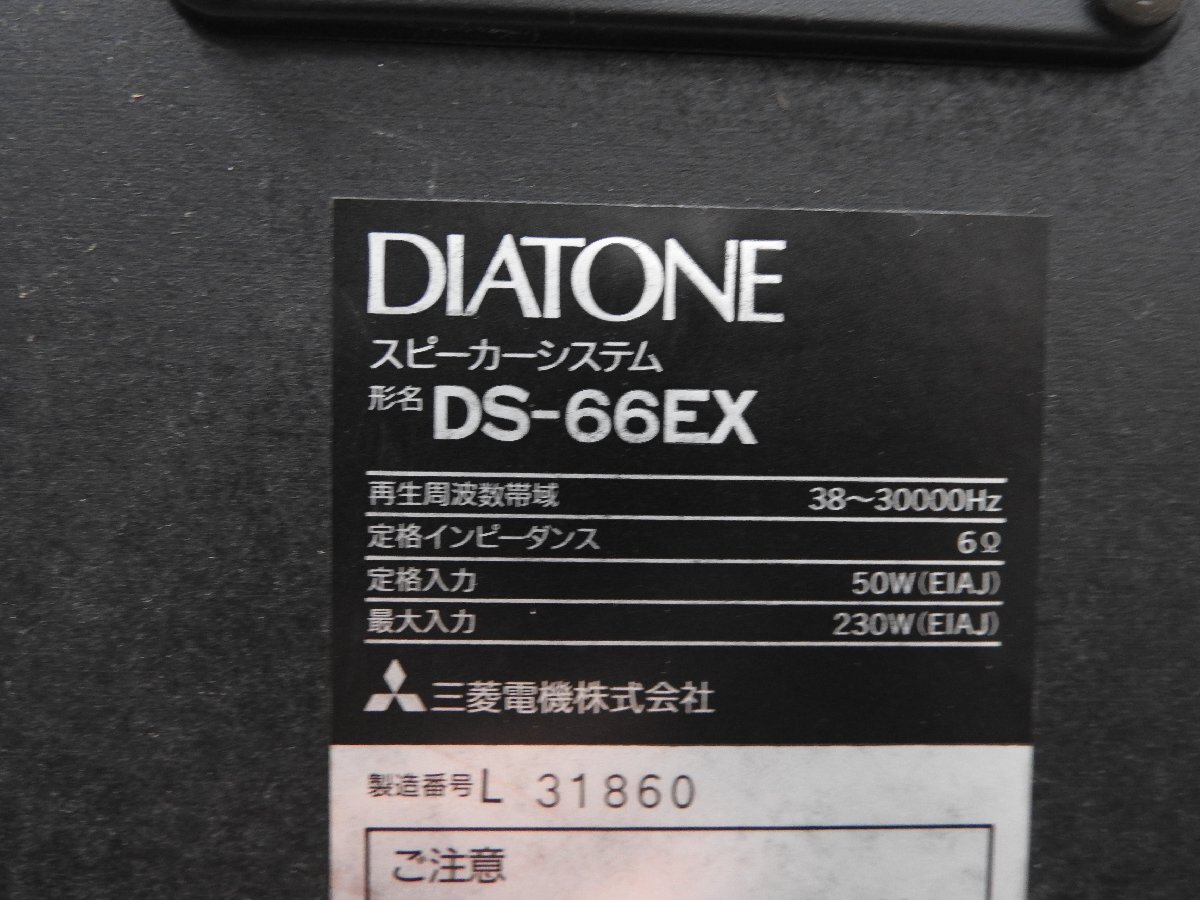 DIATONE
スピーカーシステム
形名 DS-66EX
再生周波数帯域 38〜30000Hz
定格インピーダンス 6Ω
定格入力 50W(EIAJ)
最大入力 230W(EIAJ)
三菱電機株式会社
製造番号 L 31860
ご注意